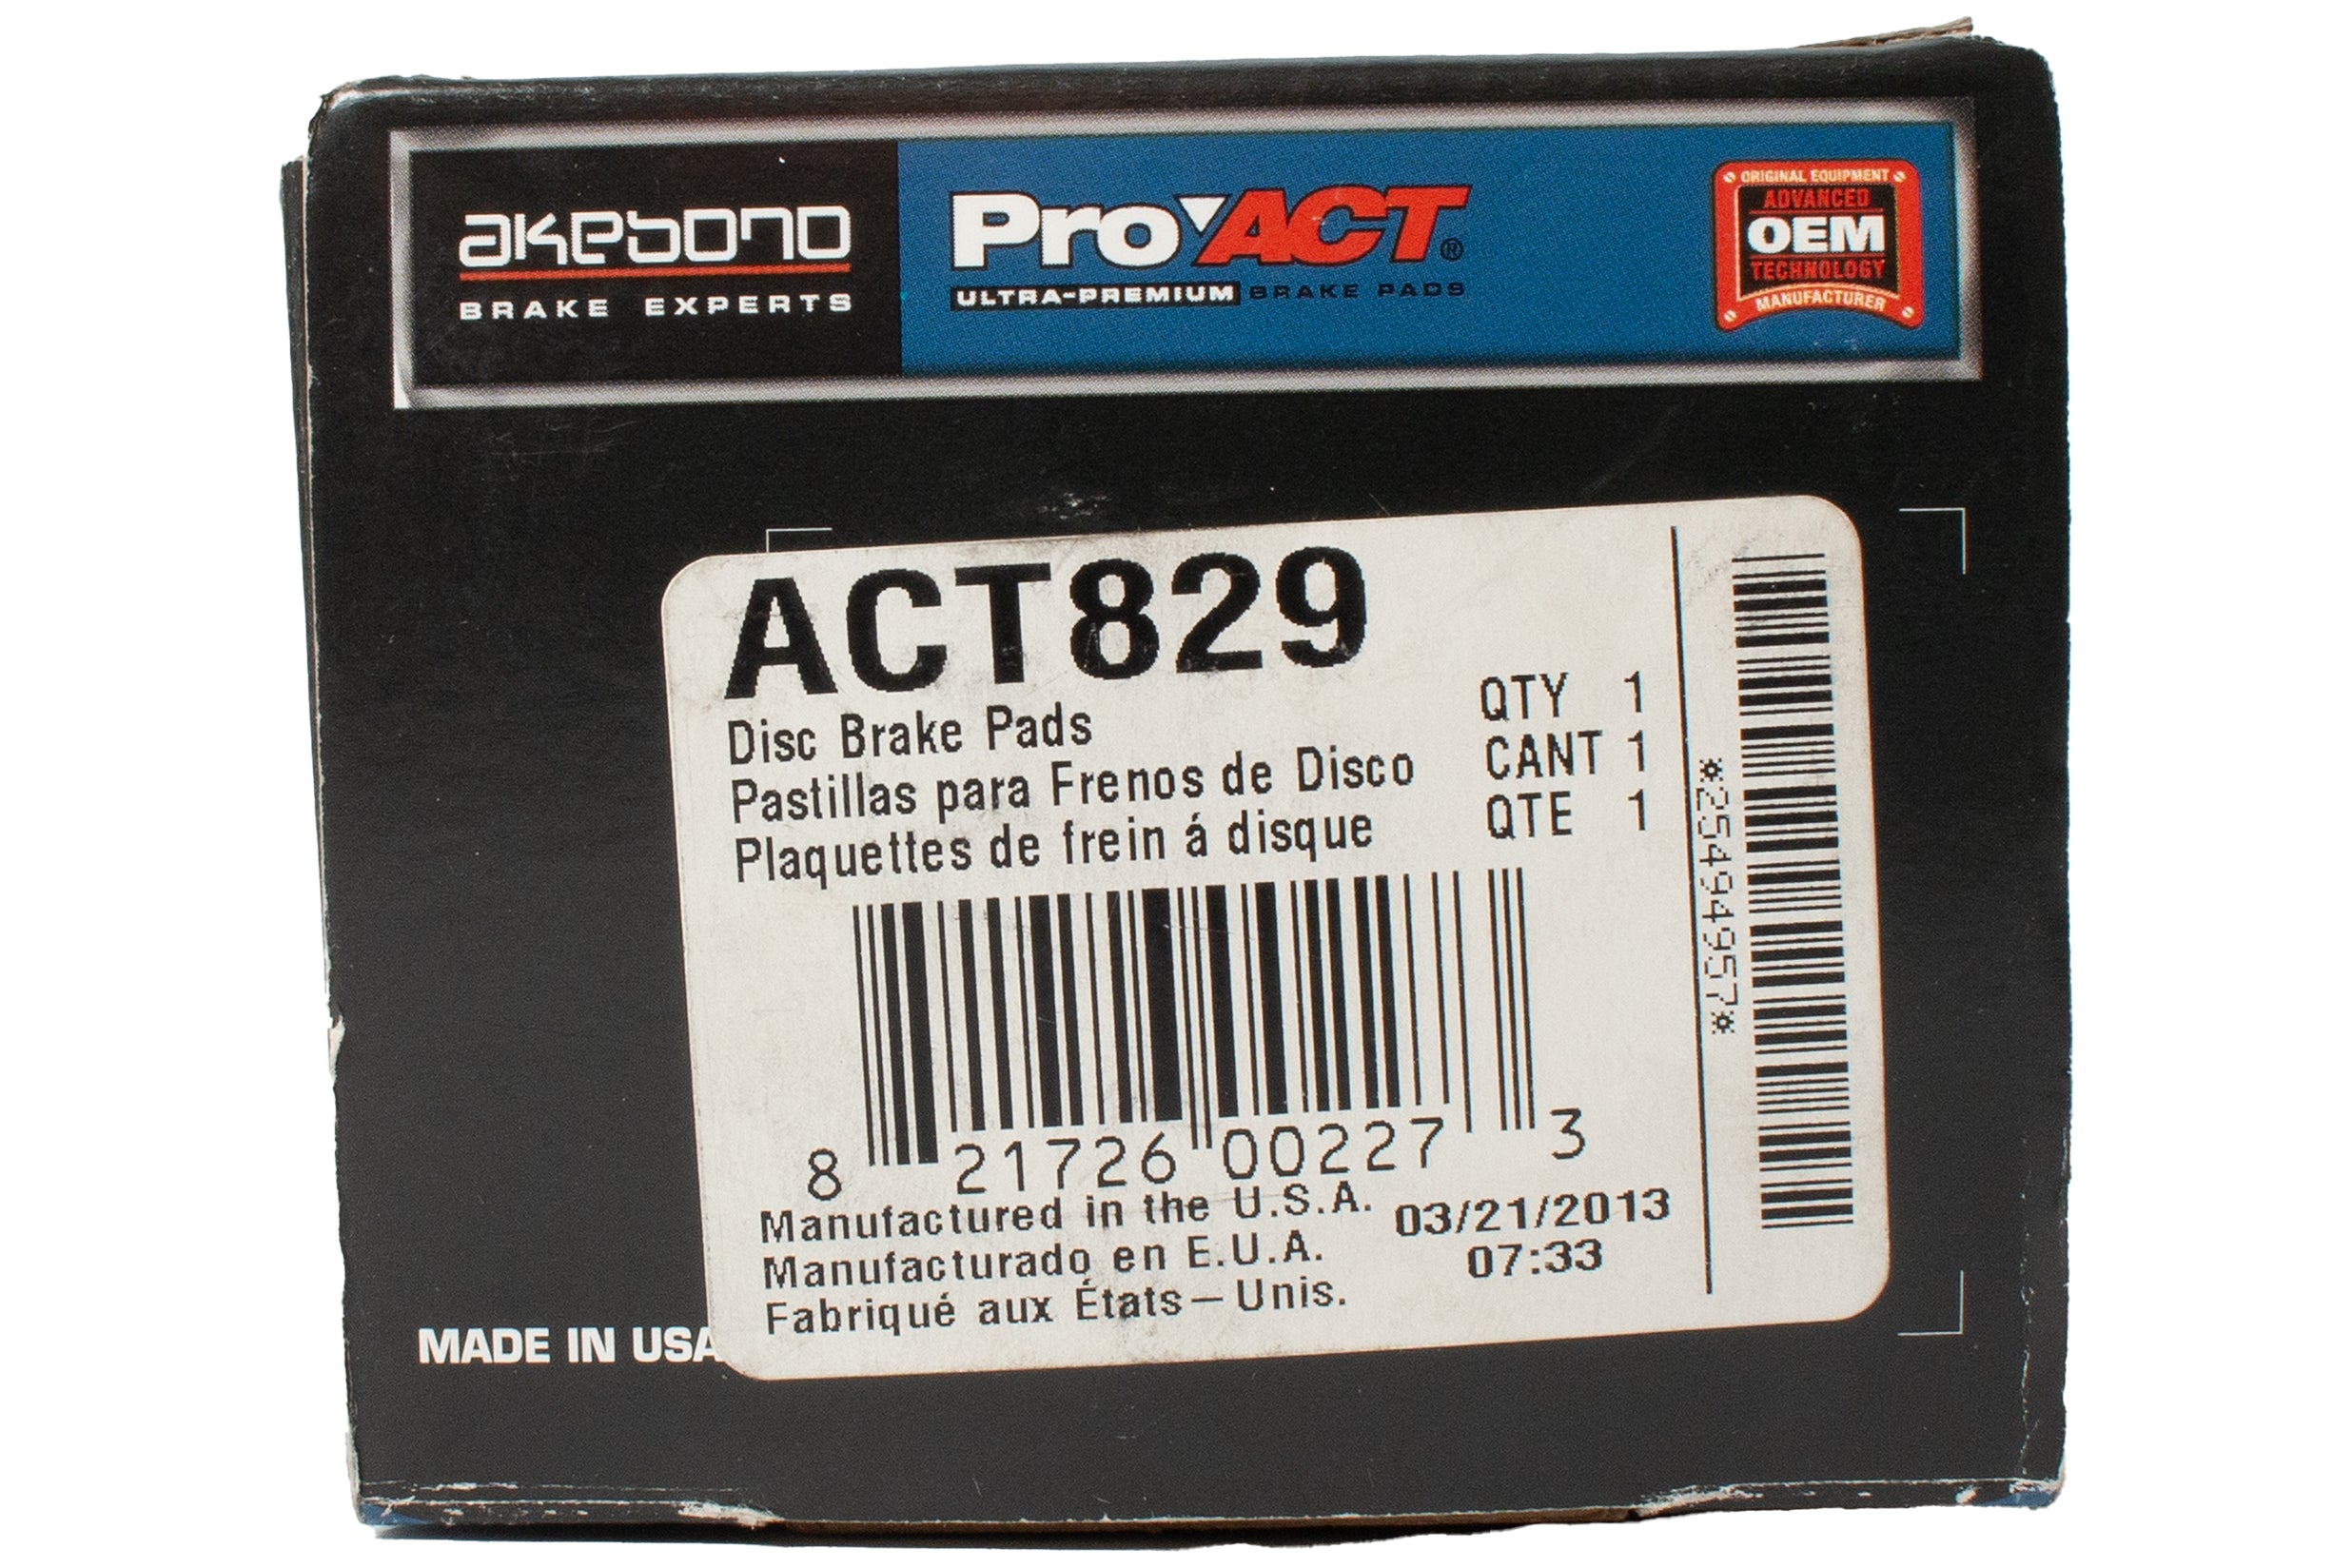 akebono
BRAKE EXPERTS
ProACT®
ULTRA-PREMIUM BRAKE PADS
ORIGINAL EQUIPMENT
ADVANCED
OEM
TECHNOLOGY
MANUFACTURER
ACT829
Disc Brake Pads
Pastillas para Frenos de Disco
Plaquettes de frein á disque
QTY 1
CANT 1
QTE 1
*25494957*
8 21726 00227 3
Manufactured in the U.S.A.
Manufacturado en E.U.A.
Fabriqué aux États-Unis.
03/21/2013
07:33
MADE IN USA